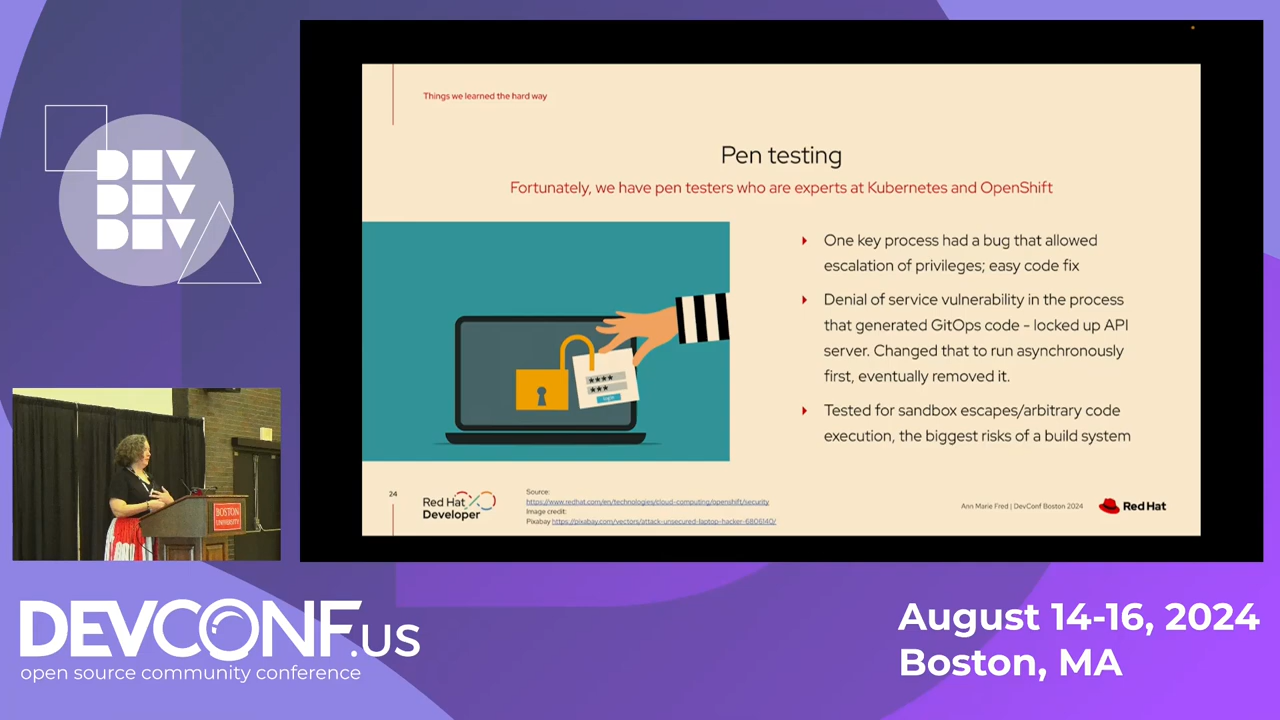 Things we learned the hard way
Pen testing
Fortunately, we have pen testers who are experts at Kubernetes and OpenShift
One key process had a bug that allowed
escalation of privileges; easy code fix
Denial of service vulnerability in the process
that generated GitOps code - locked up API
server. Changed that to run asynchronously
first, eventually removed it.
Tested for sandbox escapes/arbitrary code
execution, the biggest risks of a build system
****
***
24
Red Hat
Developer
Source:
https://www.redhat.com/en/technologies/cloud-computing/openshift/security
Image credit:
Pixabay https://pixabay.com/vectors/attack-unsecured-laptop-hacker-6806140/
Ann Marie Fred | DevConf Boston 2024
Red Hat
DEV
DEV
DEV
BOSTON
UNIVERSITY
DEVCONF.US
open source community conference
August 14-16, 2024
Boston, MA